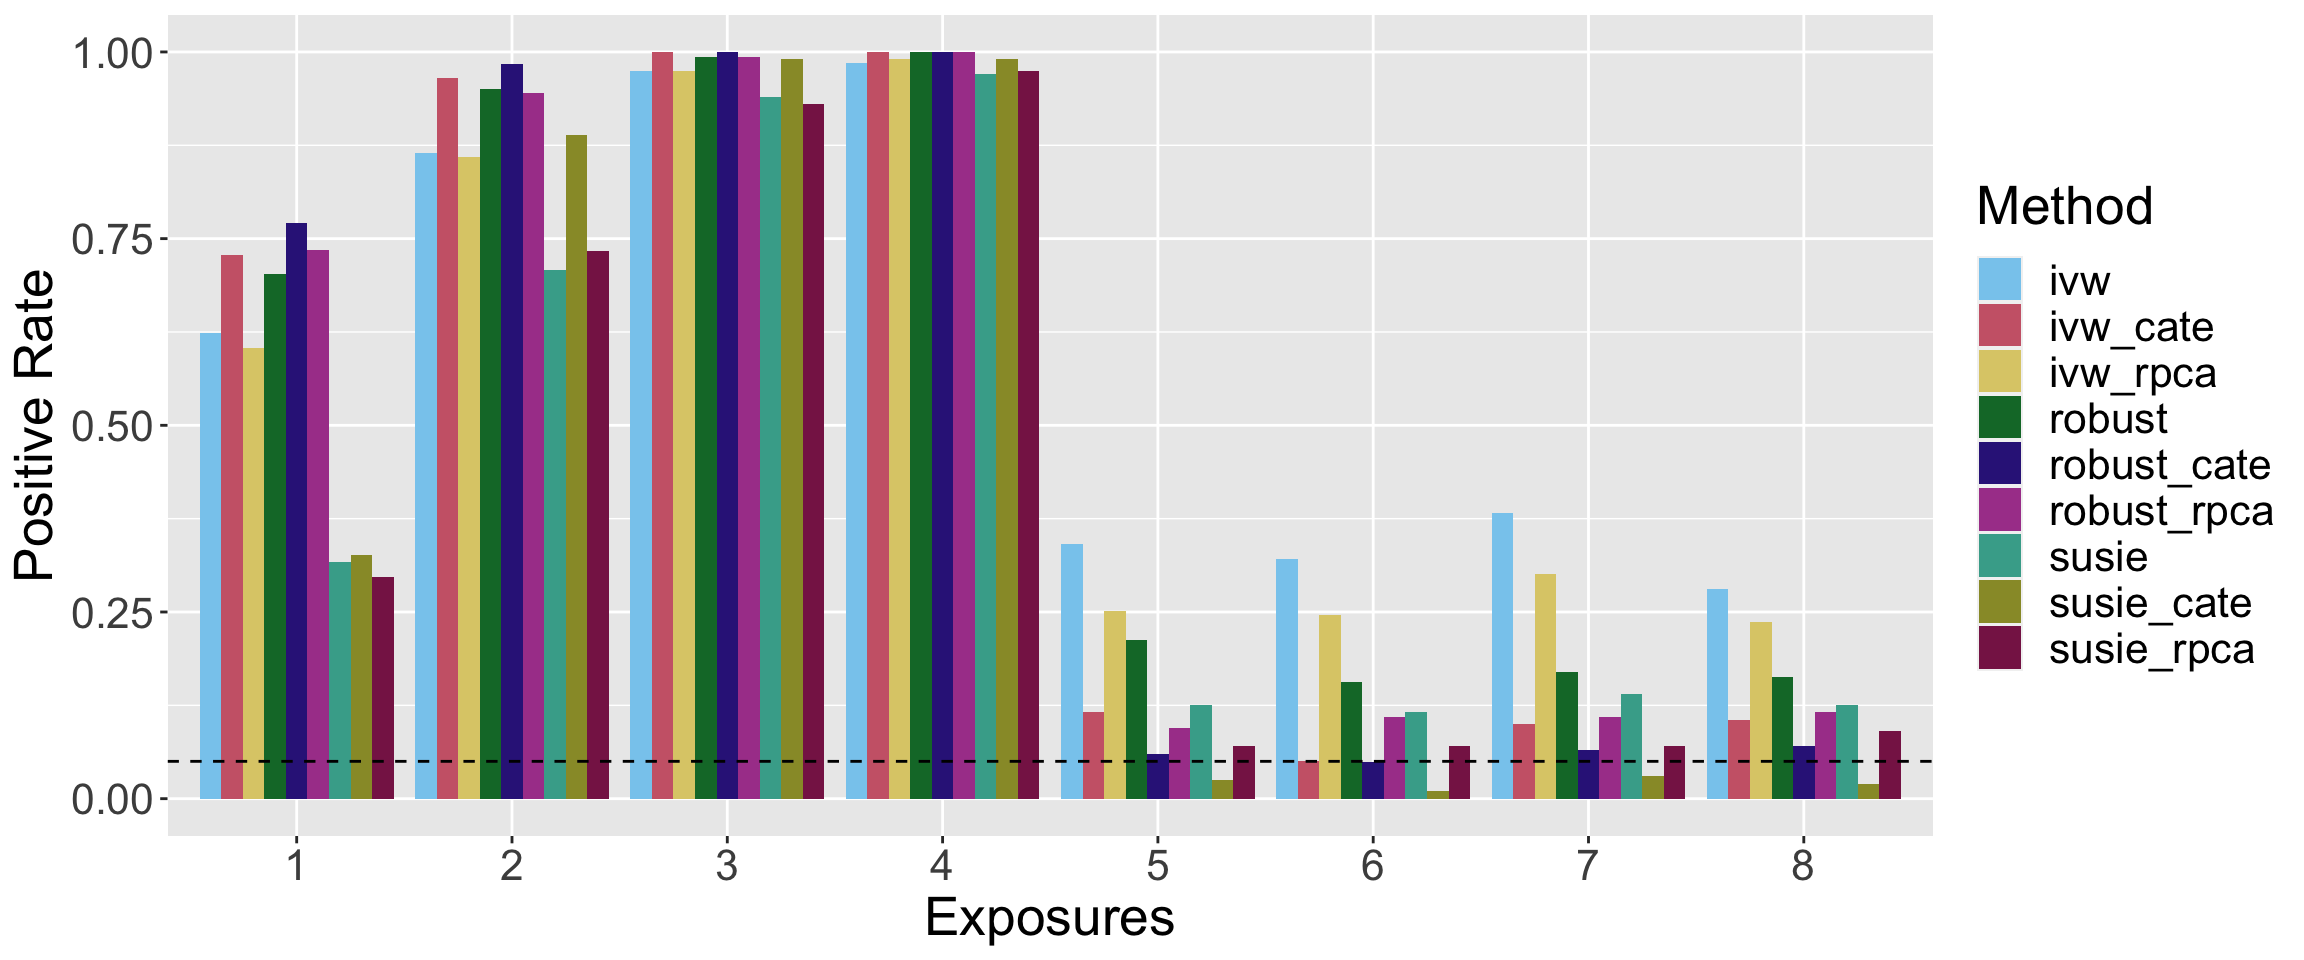 Positive Rate
1.00
0.75
0.50
0.25
0.00
1 2 3 4 5 6 7 8
Exposures
Method
ivw
ivw_cate
ivw_rpca
robust
robust_cate
robust_rpca
susie
susie_cate
susie_rpca